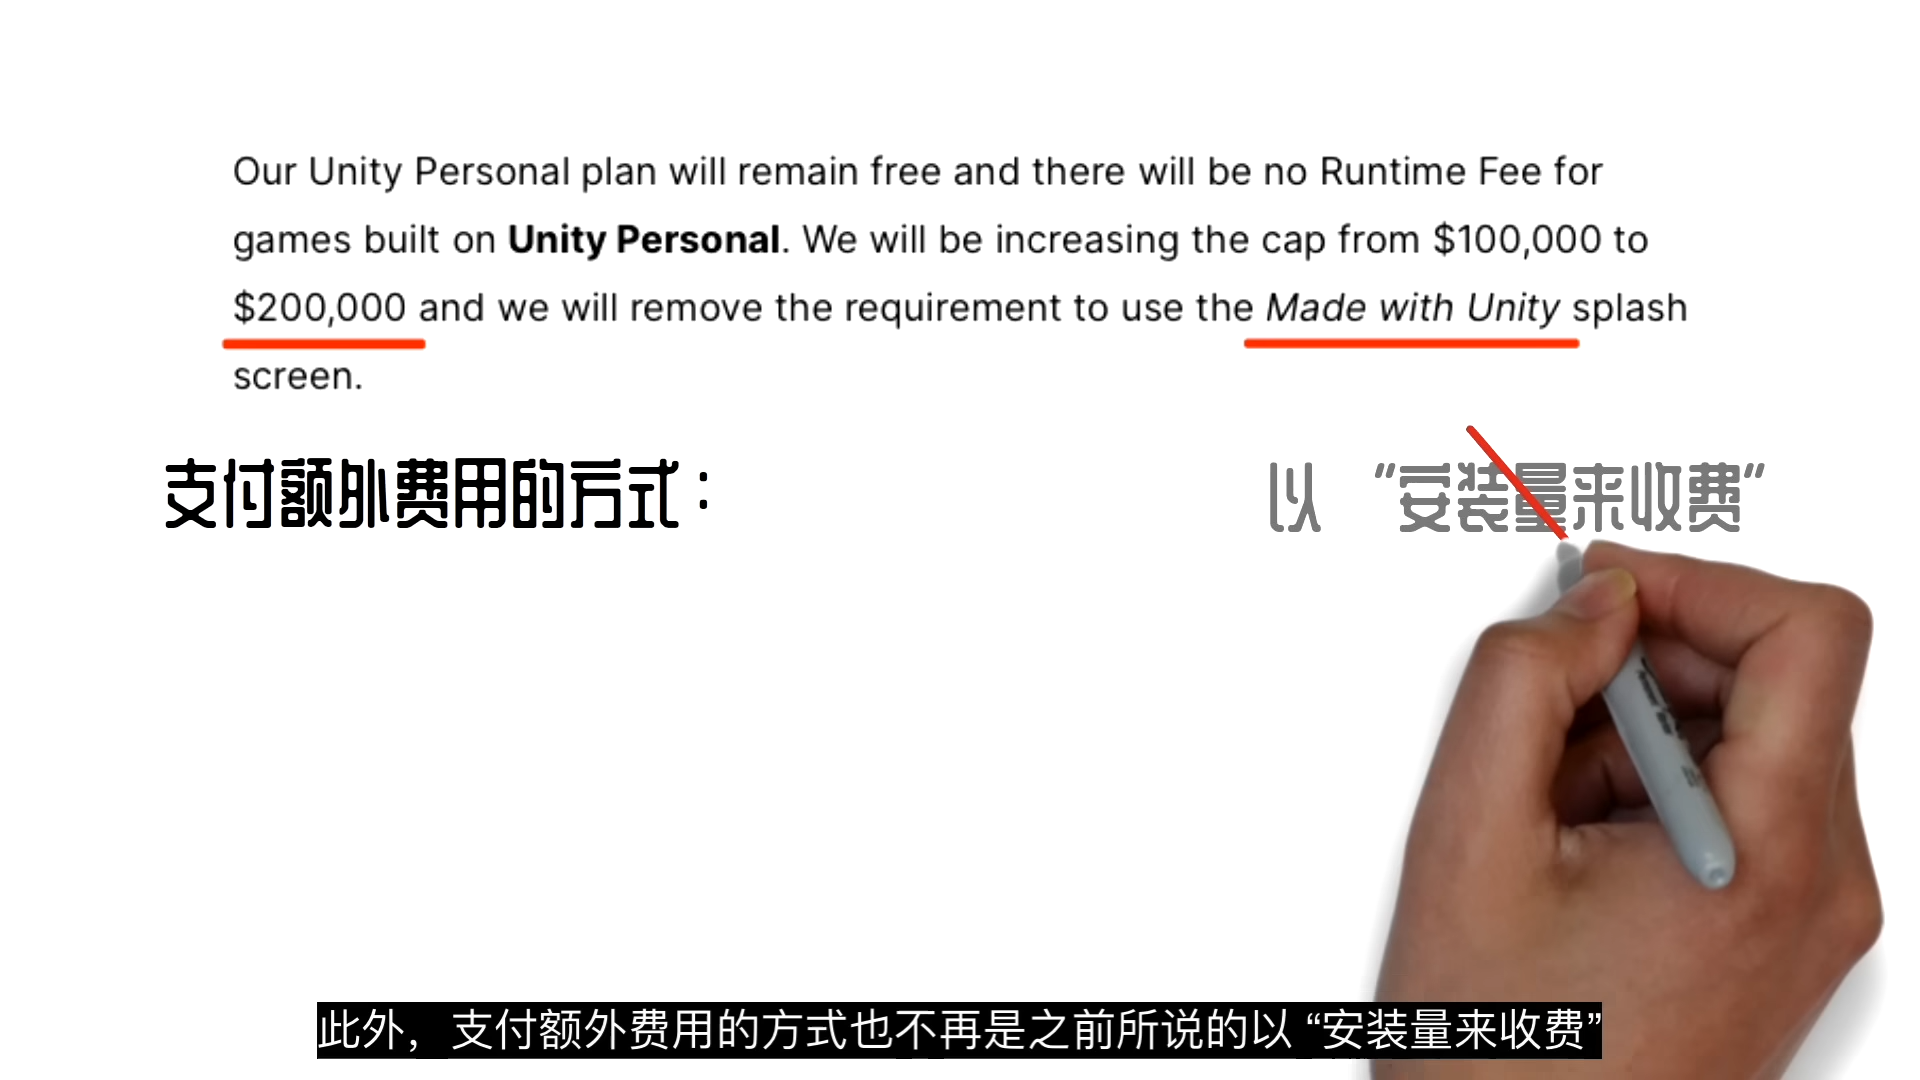 Our Unity Personal plan will remain free and there will be no Runtime Fee for
games built on Unity Personal. We will be increasing the cap from $100,000 to
$200,000 and we will remove the requirement to use the Made with Unity splash
screen.
支付额外费用的方式：
以 “安装量来收费”
此外，支付额外费用的方式也不再是之前所说的以 “安装量来收费”